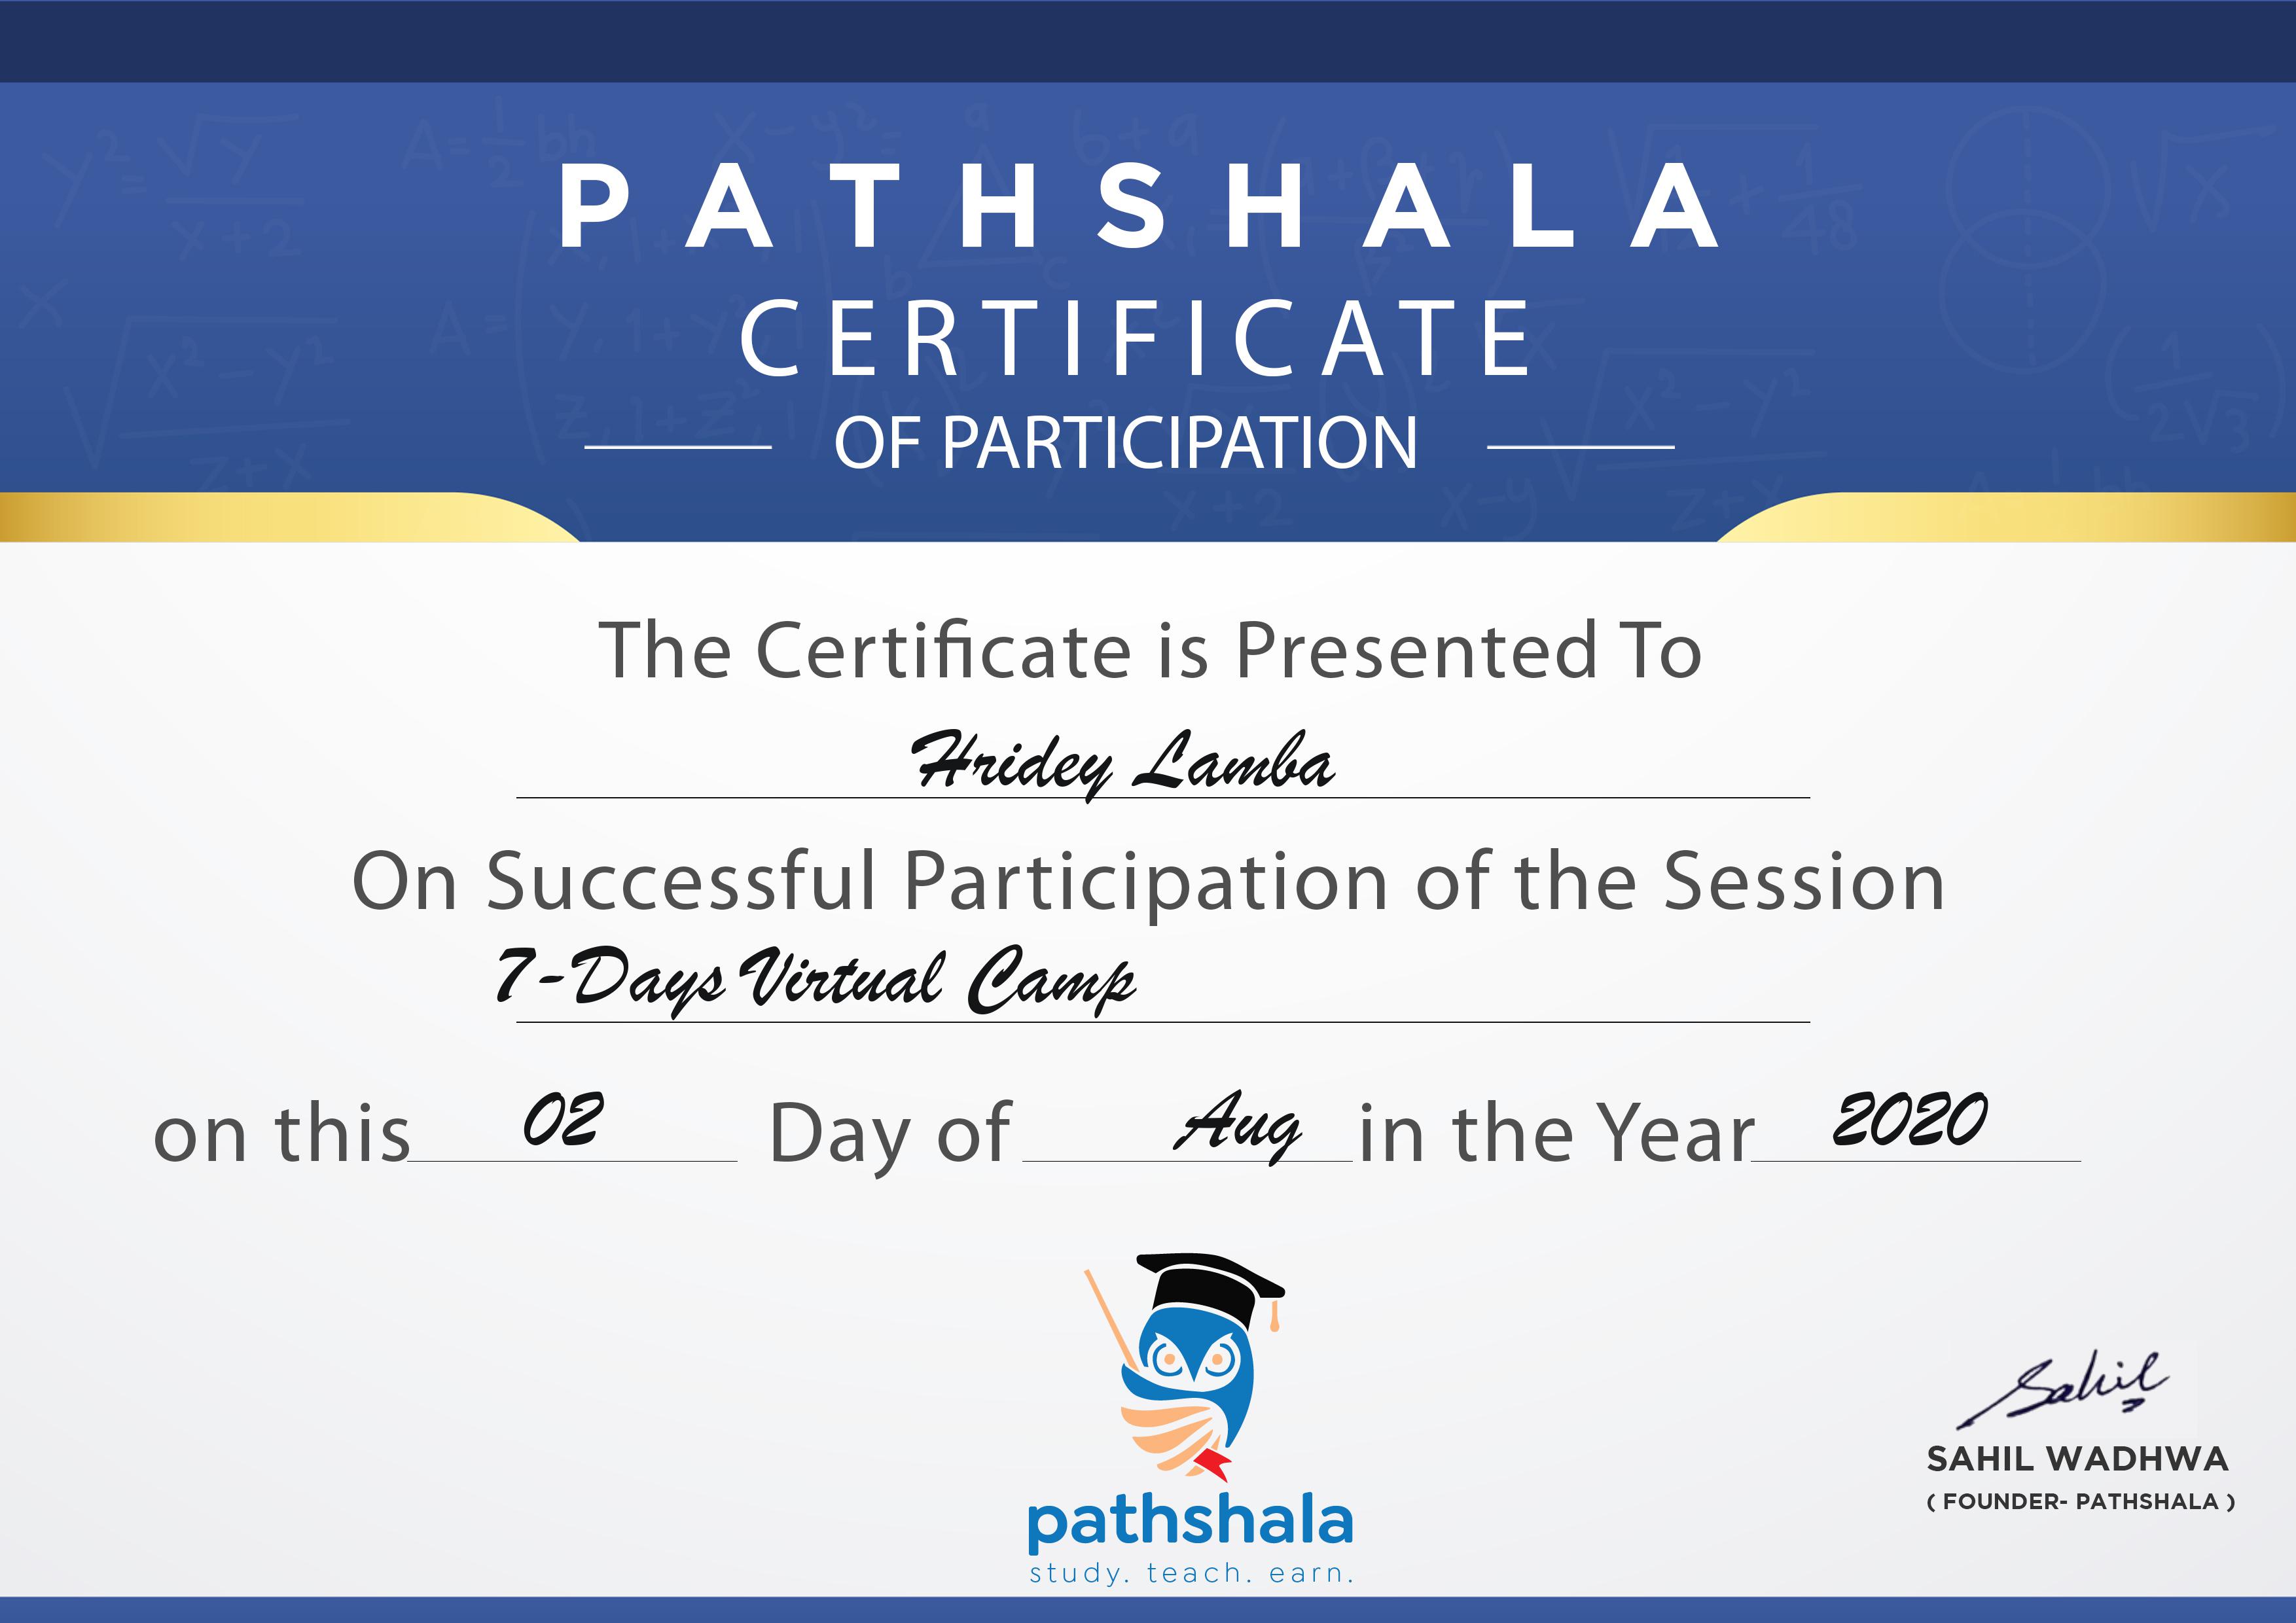 PATHSHALA
CERTIFICATE
OF PARTICIPATION
The Certificate is Presented To
Hridey Lamba
On Successful Participation of the Session
7-Days Virtual Camp
on this 02 Day of Aug in the Year 2020
Sahil
SAHIL WADHWA
( FOUNDER- PATHSHALA )
pathshala
study. teach. earn.